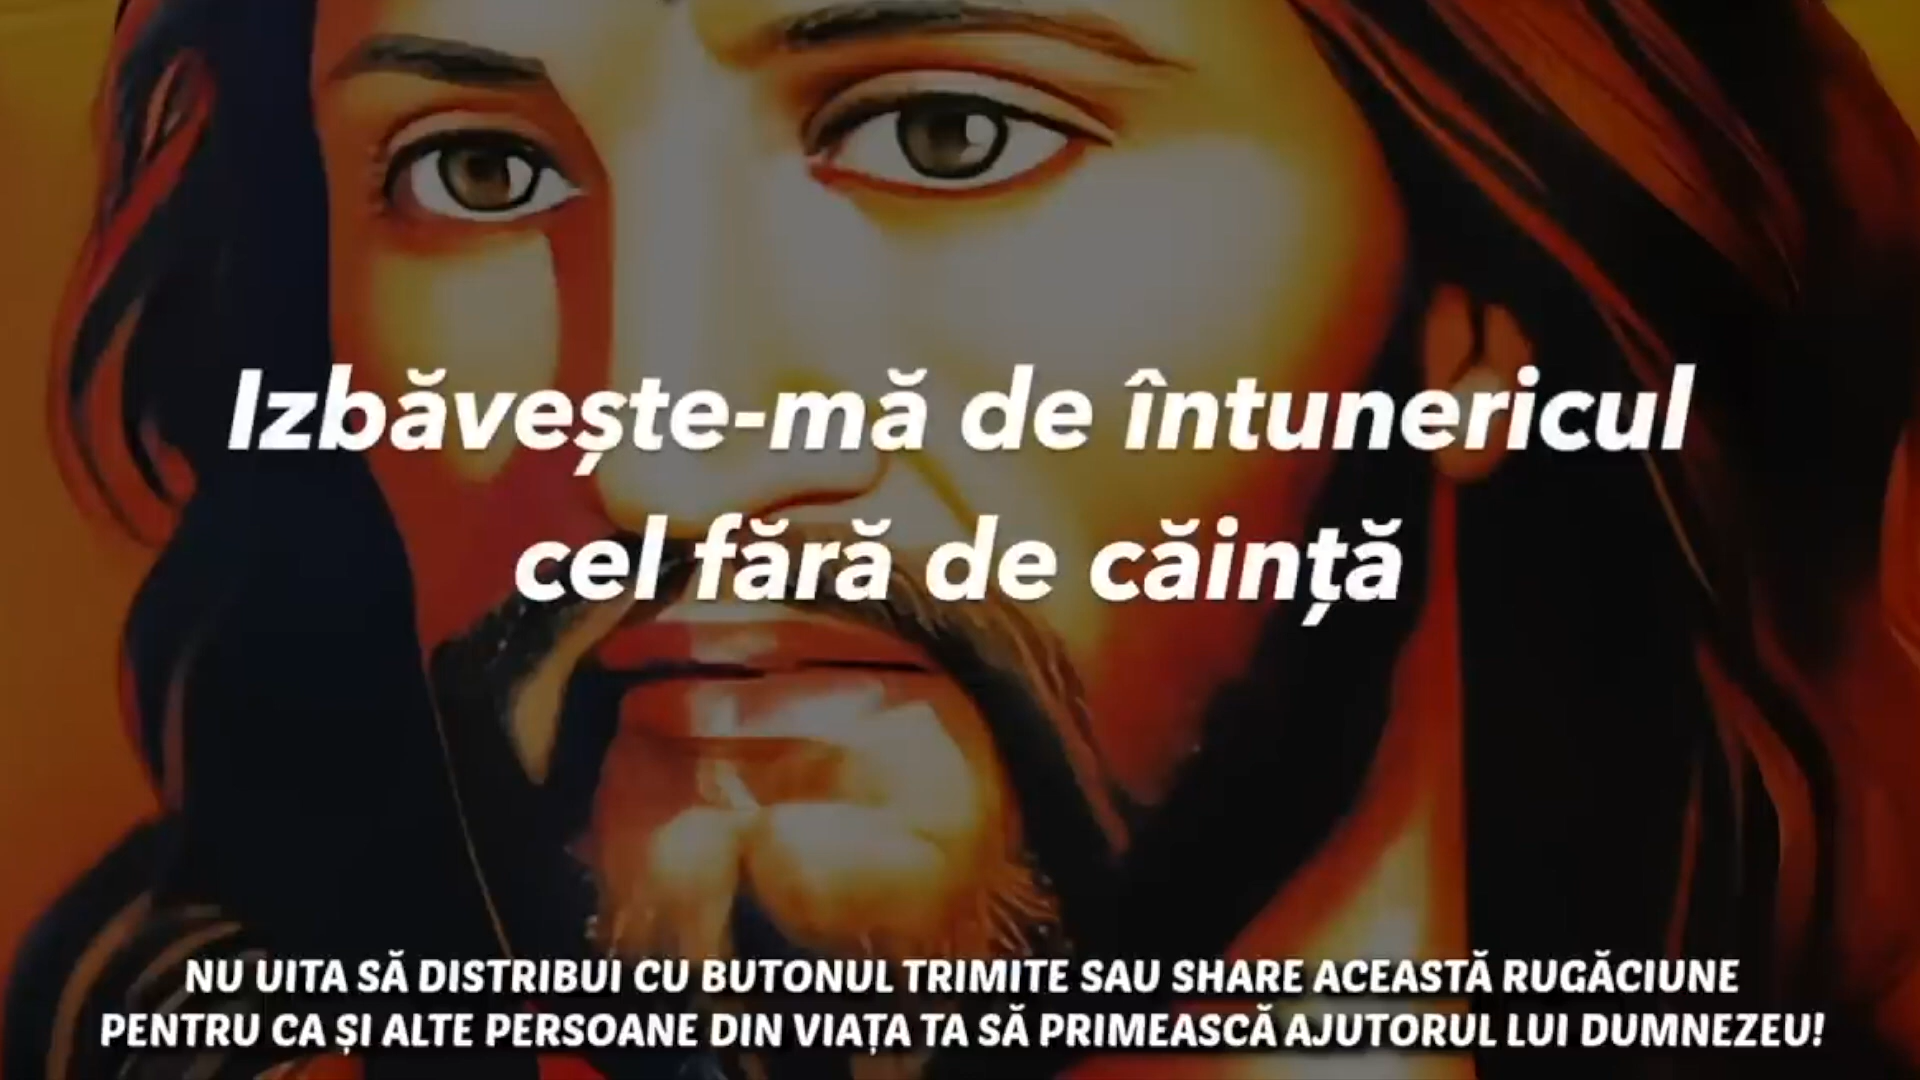 Izbăvește-mă de întunericul
cel fără de căință
NU UITA SĂ DISTRIBUI CU BUTONUL TRIMITE SAU SHARE ACEASTĂ RUGĂCIUNE
PENTRU CA ȘI ALTE PERSOANE DIN VIAȚA TA SĂ PRIMEASCĂ AJUTORUL LUI DUMNEZEU!